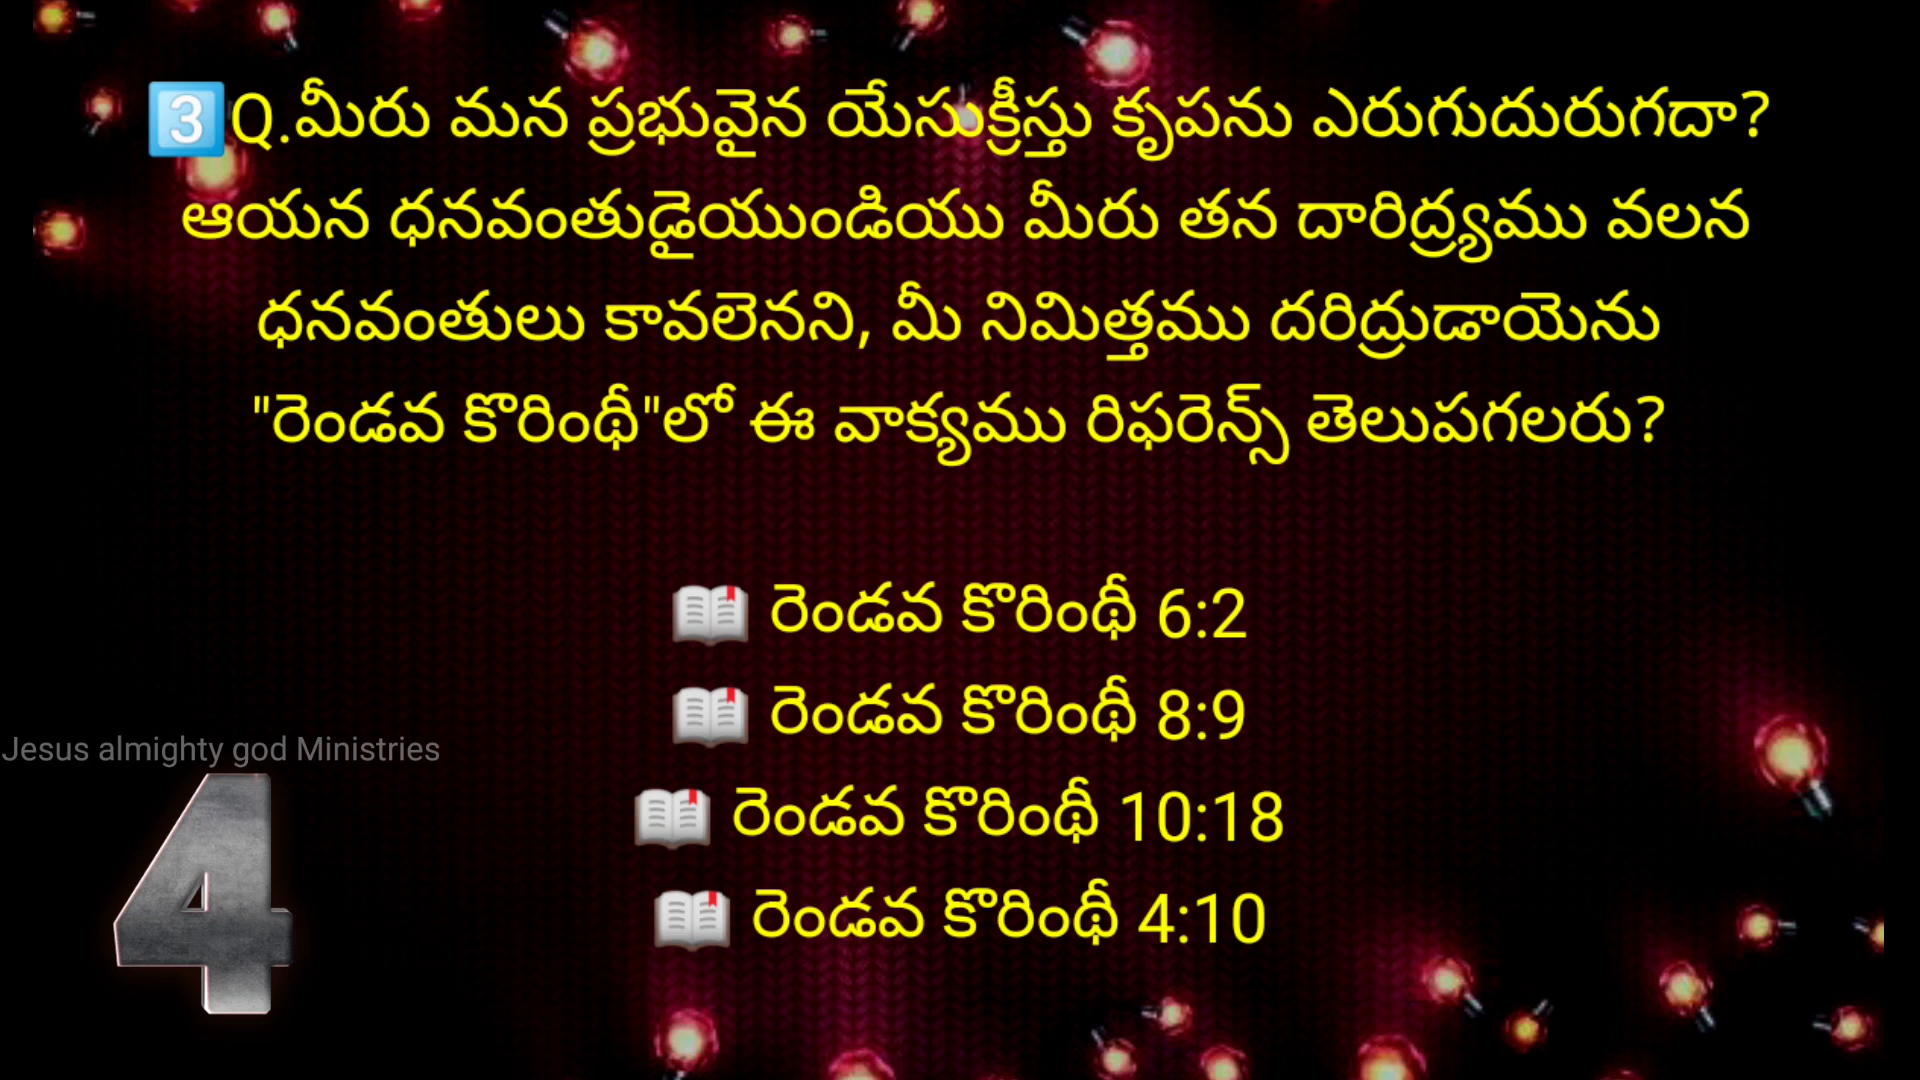 3️⃣Q.మీరు మన ప్రభువైన యేసుక్రీస్తు కృపను ఎరుగుదురుగదా?
ఆయన ధనవంతుడైయుండియు మీరు తన దారిద్ర్యము వలన
ధనవంతులు కావలెనని, మీ నిమిత్తము దరిద్రుడాయెను
"రెండవ కొరింథీ"లో ఈ వాక్యము రిఫరెన్స్ తెలుపగలరు?
📖 రెండవ కొరింథీ 6:2
📖 రెండవ కొరింథీ 8:9
📖 రెండవ కొరింథీ 10:18
📖 రెండవ కొరింథీ 4:10
Jesus almighty god Ministries
4